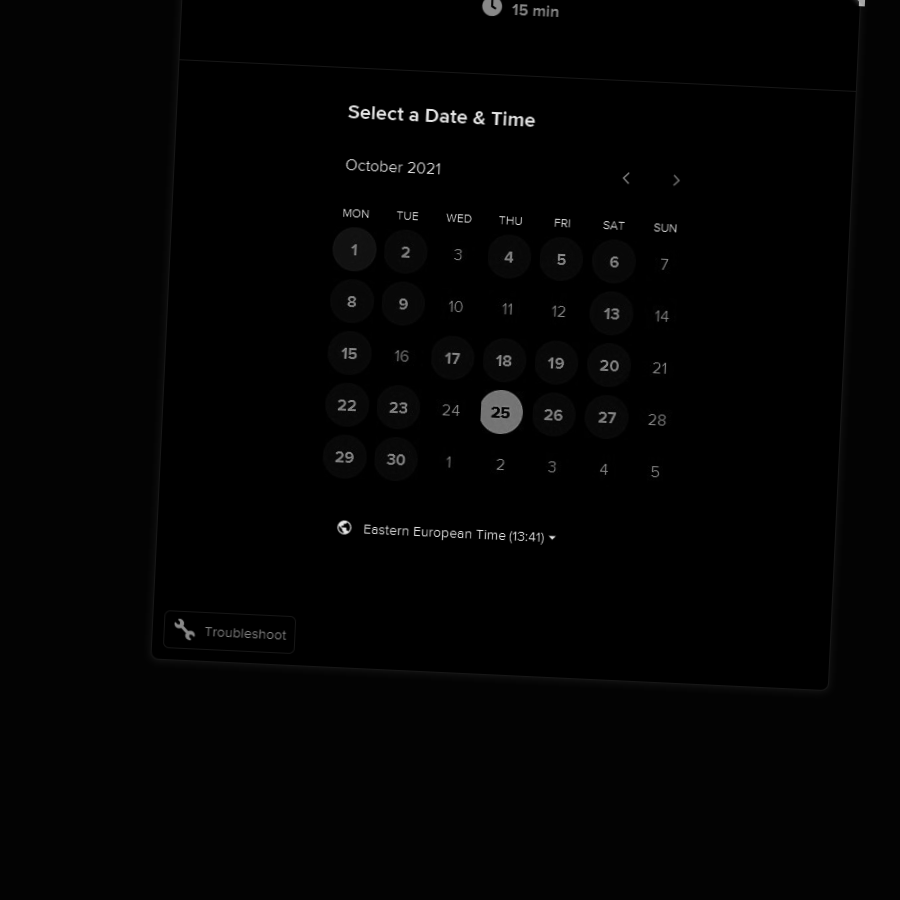 15 min
Select a Date & Time
October 2021
MON TUE WED THU FRI SAT SUN
1 2 3 4 5 6 7
8 9 10 11 12 13 14
15 16 17 18 19 20 21
22 23 24 25 26 27 28
29 30 1 2 3 4 5
Eastern European Time (13:41)
Troubleshoot